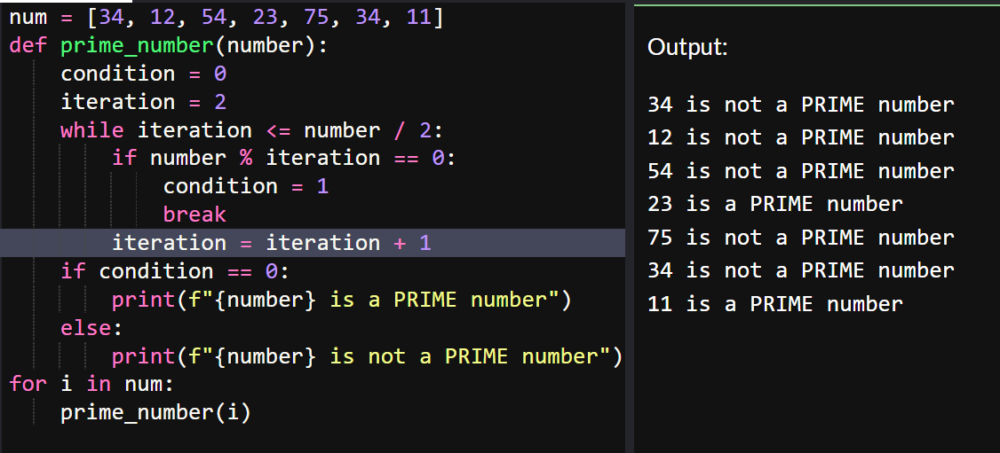 num = [34, 12, 54, 23, 75, 34, 11]
def prime_number(number):
    condition = 0
    iteration = 2
    while iteration <= number / 2:
        if number % iteration == 0:
            condition = 1
            break
        iteration = iteration + 1
    if condition == 0:
        print(f"{number} is a PRIME number")
    else:
        print(f"{number} is not a PRIME number")
for i in num:
    prime_number(i)
Output:
34 is not a PRIME number
12 is not a PRIME number
54 is not a PRIME number
23 is a PRIME number
75 is not a PRIME number
34 is not a PRIME number
11 is a PRIME number